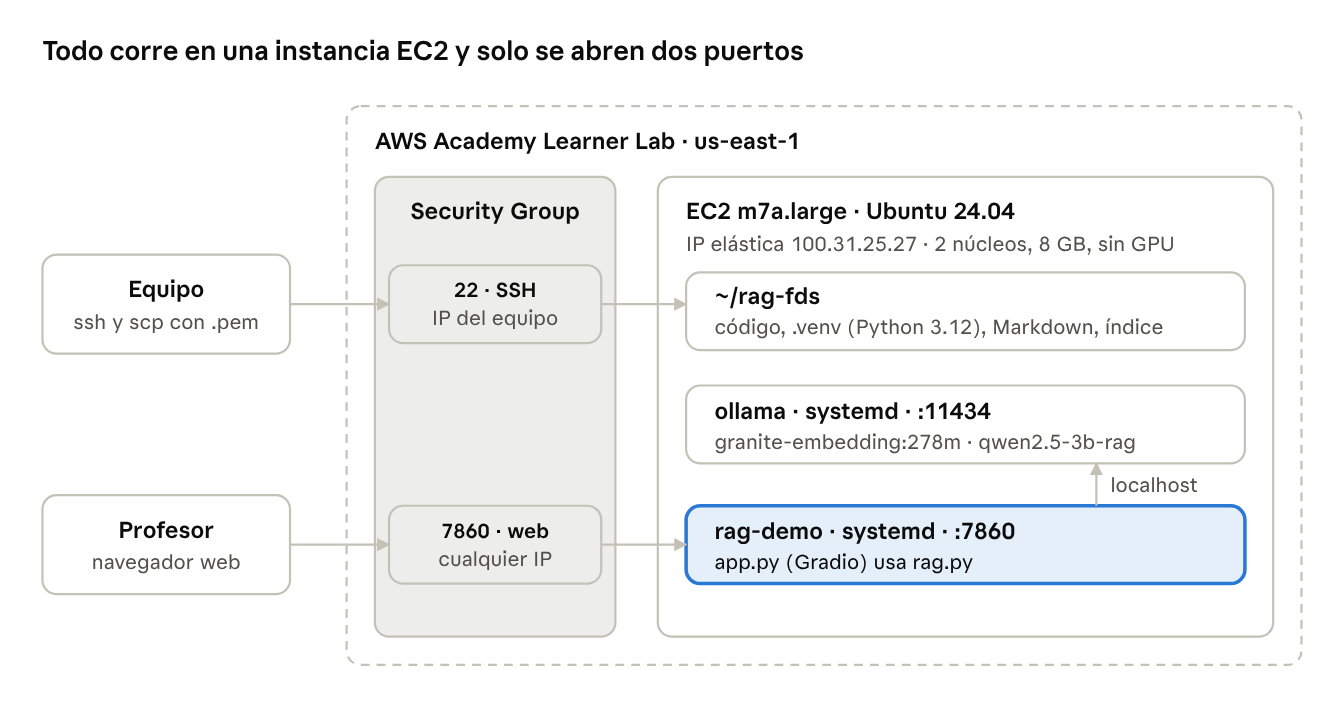 Todo corre en una instancia EC2 y solo se abren dos puertos
AWS Academy Learner Lab · us-east-1
Security Group
EC2 m7a.large · Ubuntu 24.04
IP elástica 100.31.25.27 · 2 núcleos, 8 GB, sin GPU
Equipo
ssh y scp con .pem
22 · SSH
IP del equipo
~/rag-fds
código, .venv (Python 3.12), Markdown, índice
ollama · systemd · :11434
granite-embedding:278m · qwen2.5-3b-rag
localhost
Profesor
navegador web
7860 · web
cualquier IP
rag-demo · systemd · :7860
app.py (Gradio) usa rag.py